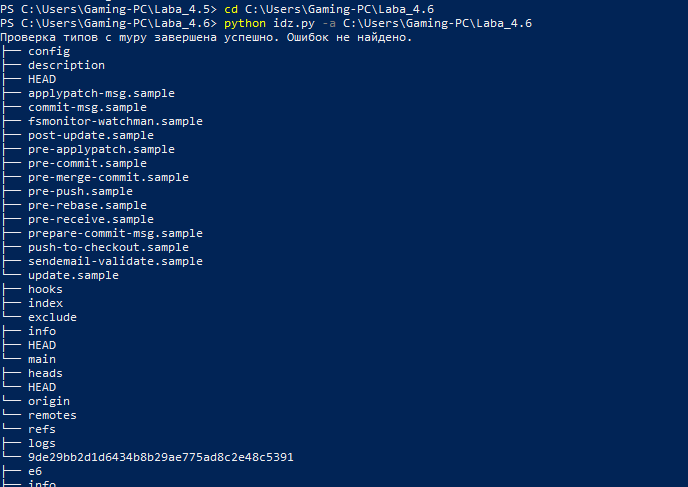 PS C:\Users\Gaming-PC\Laba_4.5> cd C:\Users\Gaming-PC\Laba_4.6
PS C:\Users\Gaming-PC\Laba_4.6> python idz.py -a C:\Users\Gaming-PC\Laba_4.6
Проверка типов с mypy завершена успешно. Ошибок не найдено.
├── config
├── description
├── HEAD
├── applypatch-msg.sample
├── commit-msg.sample
├── fsmonitor-watchman.sample
├── post-update.sample
├── pre-applypatch.sample
├── pre-commit.sample
├── pre-merge-commit.sample
├── pre-push.sample
├── pre-rebase.sample
├── pre-receive.sample
├── prepare-commit-msg.sample
├── push-to-checkout.sample
├── sendemail-validate.sample
└── update.sample
├── hooks
├── index
└── exclude
├── info
├── HEAD
└── main
├── heads
└── HEAD
└── origin
└── remotes
└── refs
├── logs
└── 9de29bb2d1d6434b8b29ae775ad8c2e48c5391
├── e6
├── info